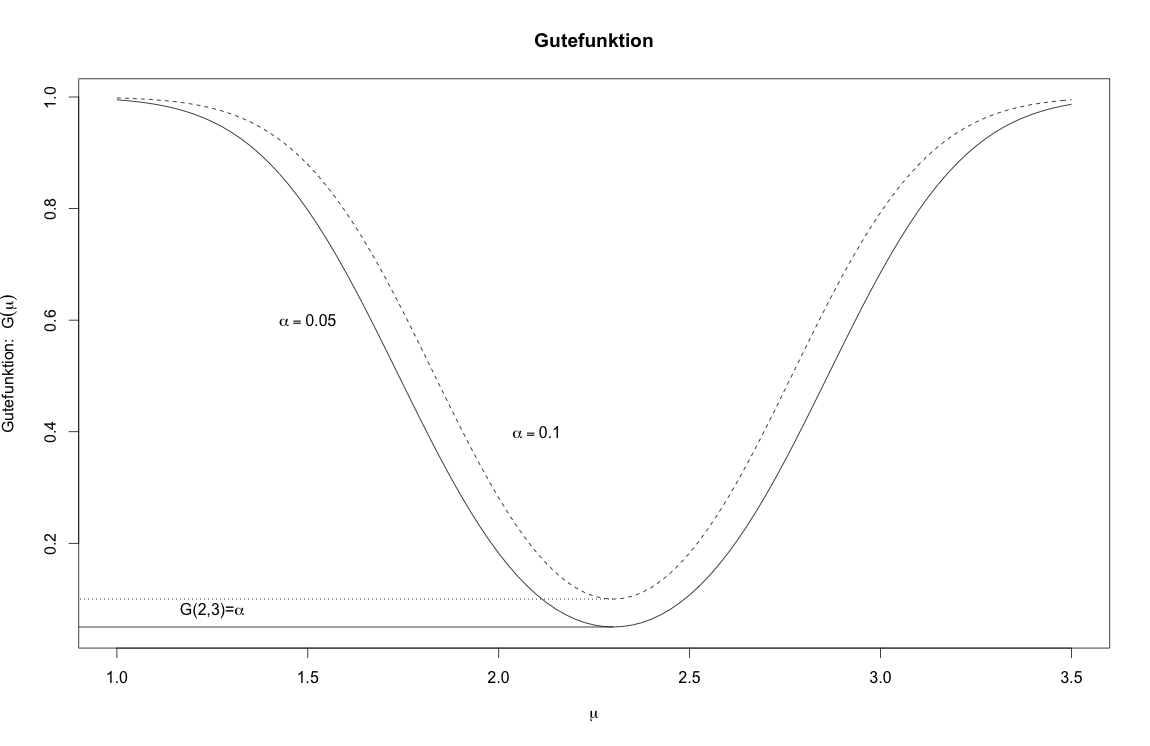 Gutefunktion
Gutefunktion: G(μ)
1.0
0.8
0.6
0.4
0.2
α = 0.05
α = 0.1
G(2,3)=α
1.0 1.5 2.0 2.5 3.0 3.5
μ